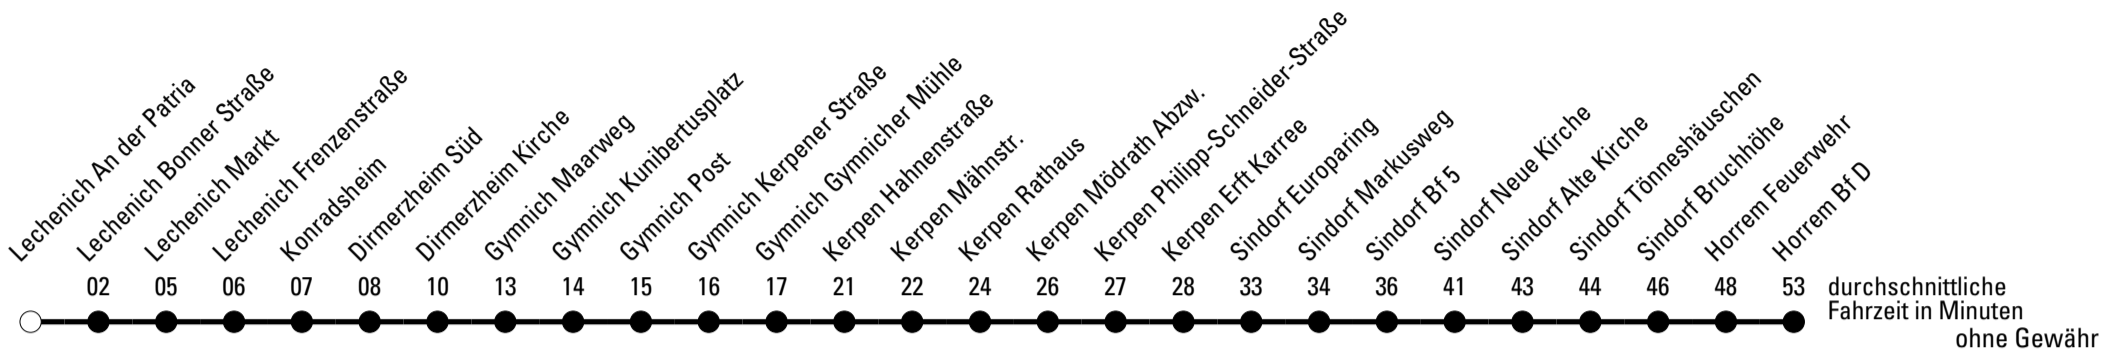 Lechenich An der Patria
Lechenich Bonner Straße
Lechenich Markt
Lechenich Frenzenstraße
Konradsheim
Dirmerzheim Süd
Dirmerzheim Kirche
Gymnich Maarweg
Gymnich Kunibertusplatz
Gymnich Post
Gymnich Kerpener Straße
Gymnich Gymnicher Mühle
Kerpen Hahnenstraße
Kerpen Mähnstr.
Kerpen Rathaus
Kerpen Mödrath Abzw.
Kerpen Philipp-Schneider-Straße
Kerpen Erft Karree
Sindorf Europaring
Sindorf Markusweg
Sindorf Bf 5
Sindorf Neue Kirche
Sindorf Alte Kirche
Sindorf Tönneshäuschen
Sindorf Bruchhöhe
Horrem Feuerwehr
Horrem Bf D
02 05 06 07 08 10 13 14 15 16 17 21 22 24 26 27 28 33 34 36 41 43 44 46 48 53
durchschnittliche
Fahrzeit in Minuten
ohne Gewähr